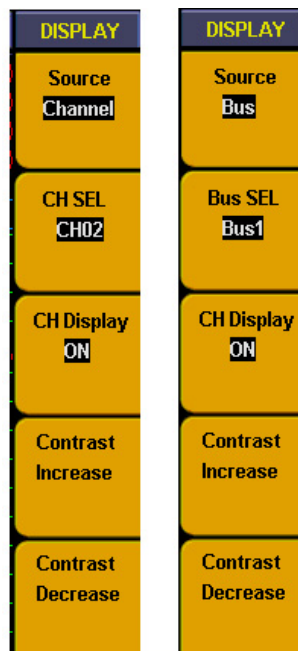 DISPLAY
Source
Channel
CH SEL
CH02
CH Display
ON
Contrast
Increase
Contrast
Decrease
DISPLAY
Source
Bus
Bus SEL
Bus1
CH Display
ON
Contrast
Increase
Contrast
Decrease